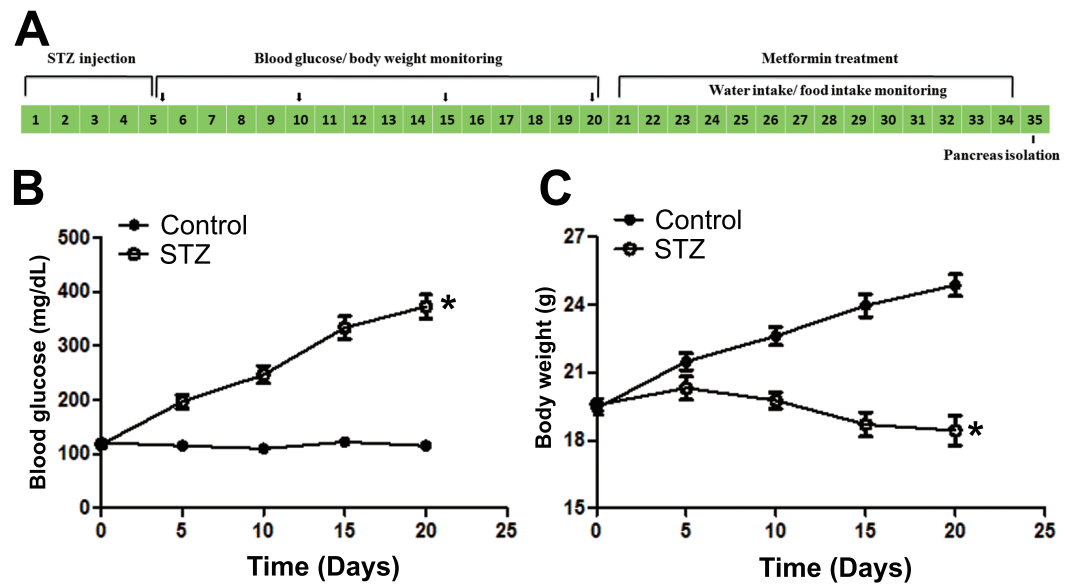 A
STZ injection
Blood glucose/ body weight monitoring
Metformin treatment
Water intake/ food intake monitoring
1 2 3 4 5 6 7 8 9 10 11 12 13 14 15 16 17 18 19 20 21 22 23 24 25 26 27 28 29 30 31 32 33 34 35
Pancreas isolation
B
Control
STZ
500
400
300
200
100
0
Blood glucose (mg/dL)
*
0 5 10 15 20 25
Time (Days)
C
Control
STZ
27
24
21
18
15
Body weight (g)
*
0 5 10 15 20 25
Time (Days)